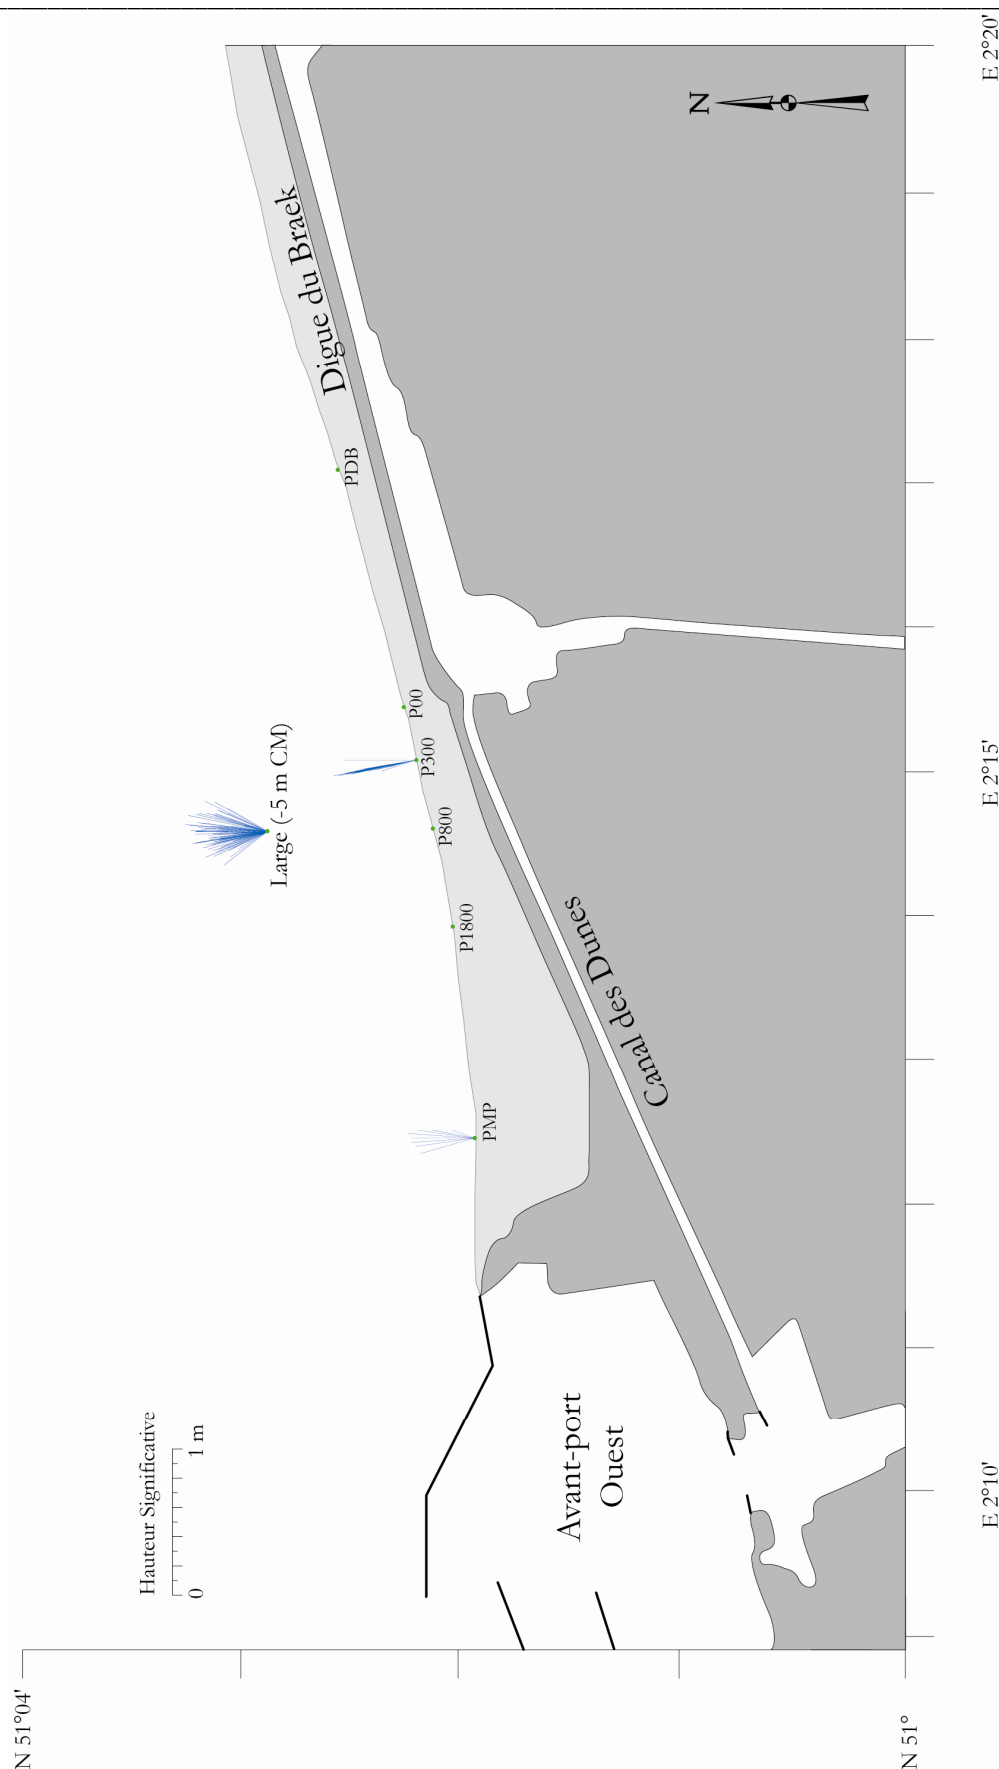 N 51°04'
Hauteur Significative
0
1 m
Large (-5 m CM)
N
Digue du Braek
PDB
P00
P300
P800
P1800
PMP
Canal des Dunes
Avant-port
Ouest
N 51°
E 2°10'
E 2°15'
E 2°20'